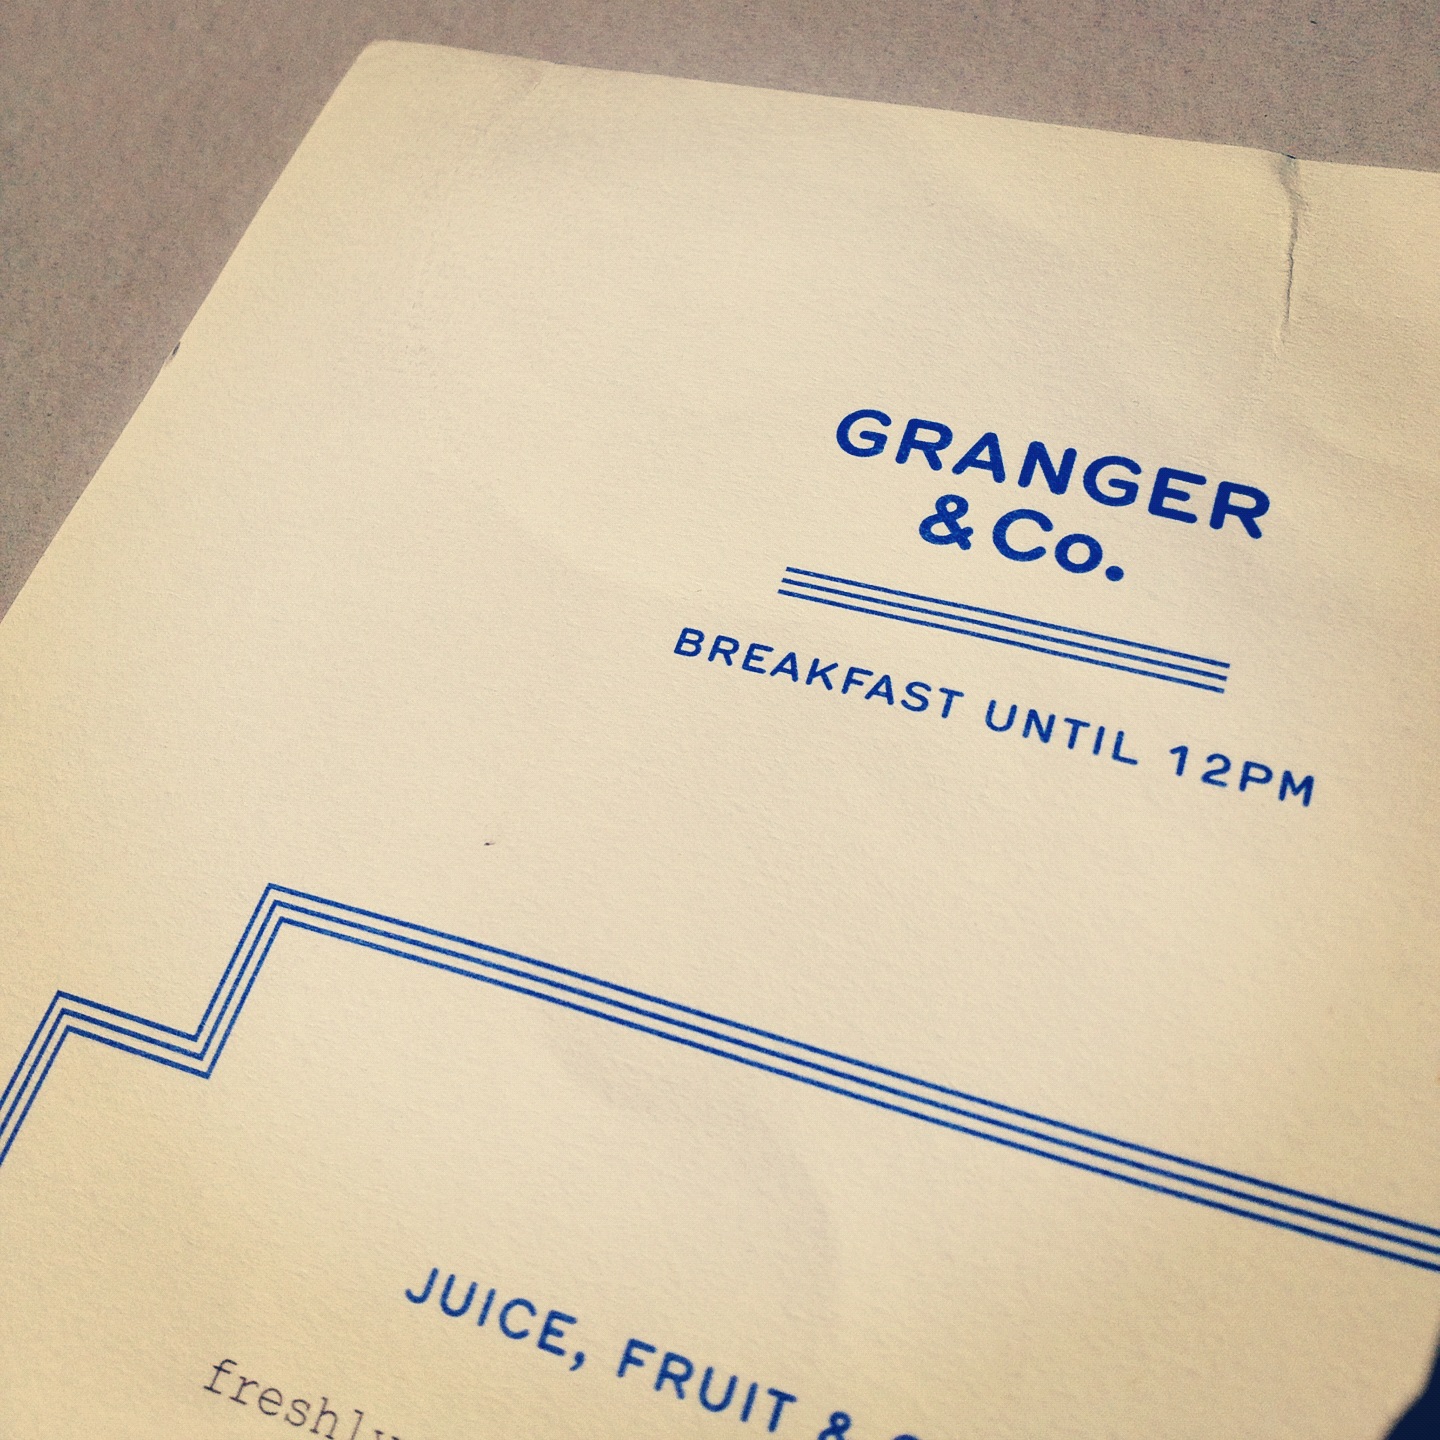 GRANGER
& Co.
BREAKFAST UNTIL 12PM
JUICE, FRUIT &